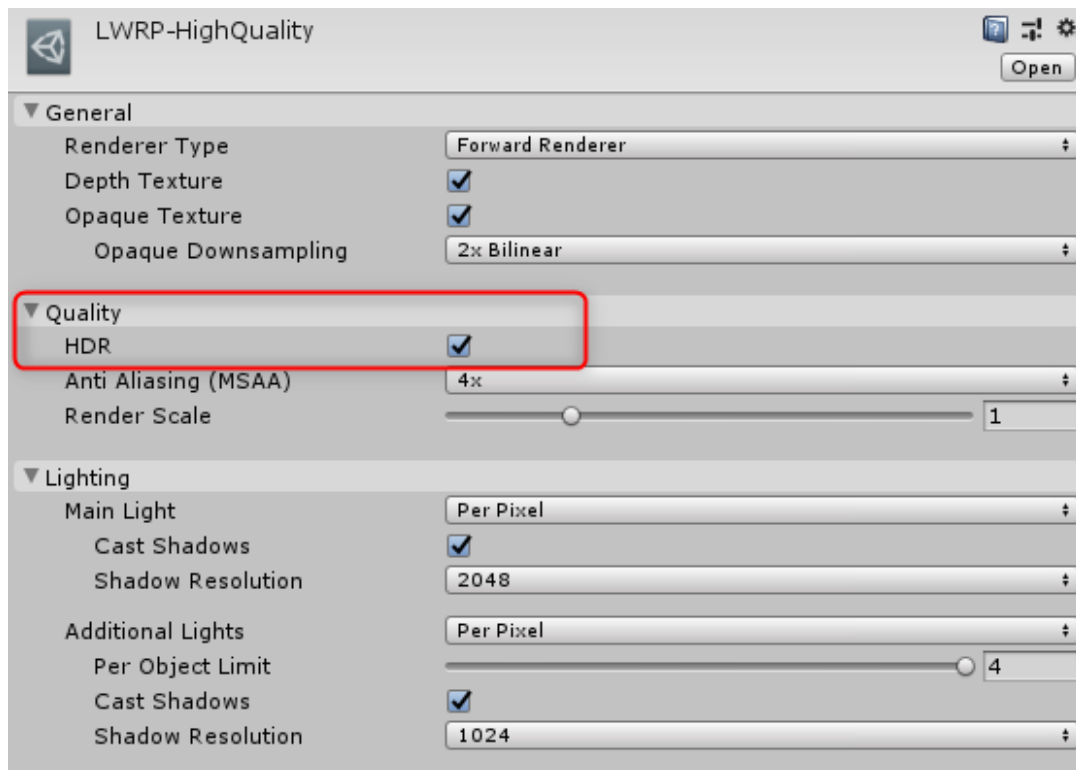 LWRP-HighQuality
Open
General
Renderer Type Forward Renderer
Depth Texture
Opaque Texture
Opaque Downsampling 2x Bilinear
Quality
HDR
Anti Aliasing (MSAA) 4x
Render Scale 1
Lighting
Main Light Per Pixel
Cast Shadows
Shadow Resolution 2048
Additional Lights Per Pixel
Per Object Limit 4
Cast Shadows
Shadow Resolution 1024